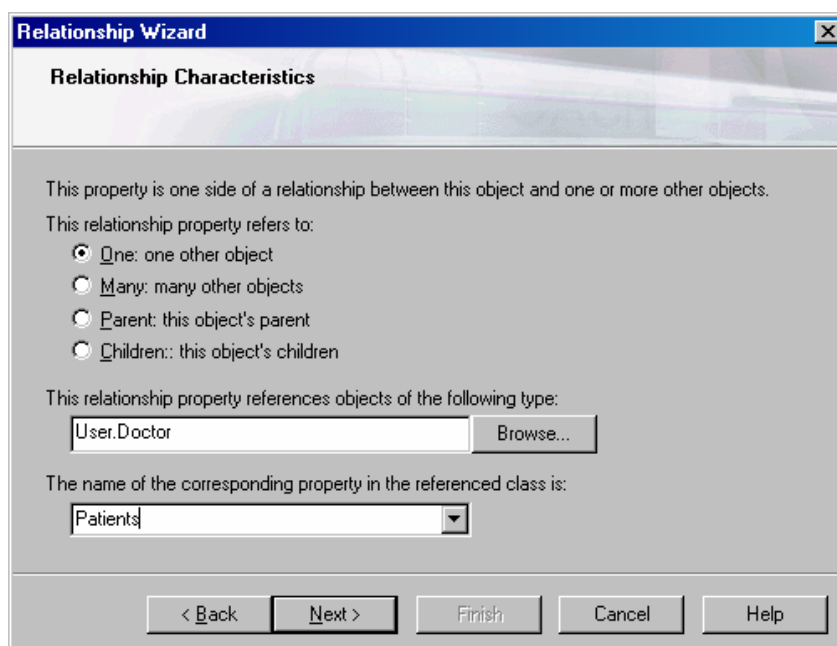 Relationship Wizard
Relationship Characteristics
This property is one side of a relationship between this object and one or more other objects.
This relationship property refers to:
One: one other object
Many: many other objects
Parent: this object's parent
Children:: this object's children
This relationship property references objects of the following type:
User.Doctor
Browse...
The name of the corresponding property in the referenced class is:
Patients
< Back
Next >
Finish
Cancel
Help